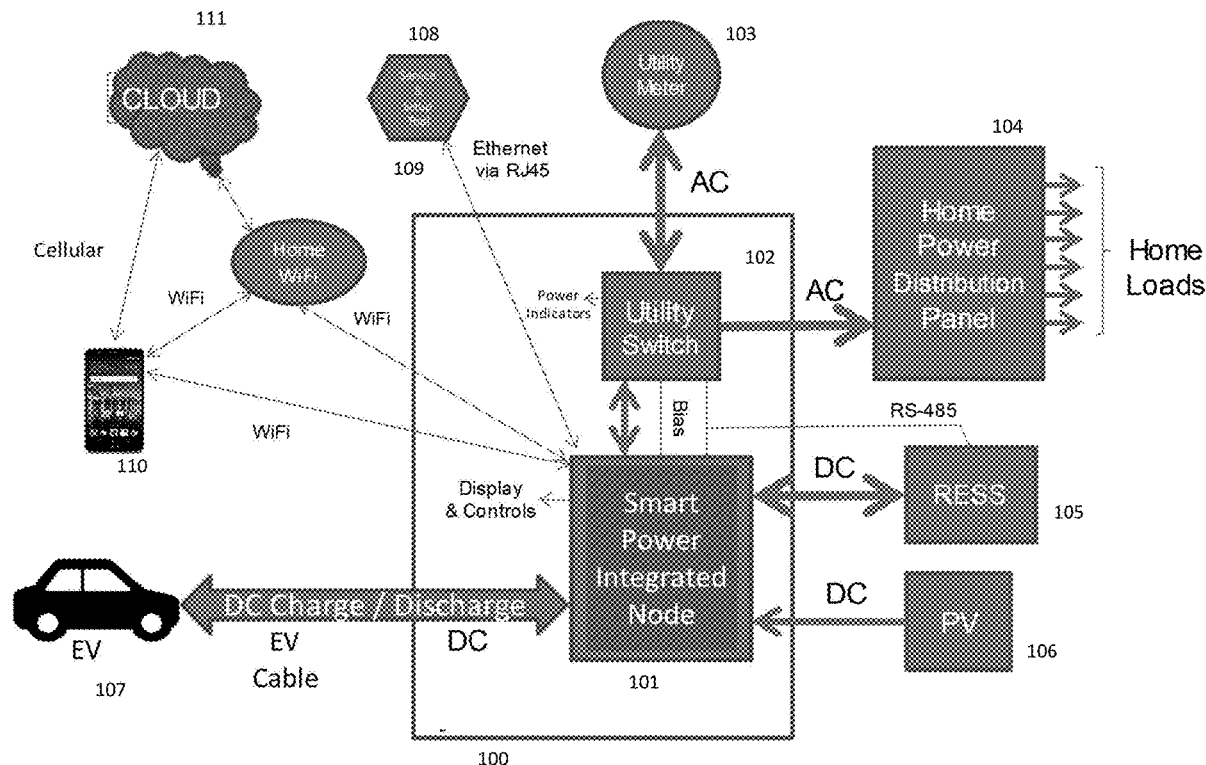 111
CLOUD
108
109
Ethernet
via RJ45
103
Utility
Meter
AC
104
Home
Power
Distribution
Panel
Home
Loads
Cellular
Home
WiFi
WiFi
WiFi
WiFi
110
102
Power
Indicators
Utility
Switch
AC
Bias
RS-485
Display
& Controls
Smart
Power
Integrated
Node
101
DC
RESS
105
DC
PV
106
DC Charge / Discharge
EV
Cable
DC
EV
107
100